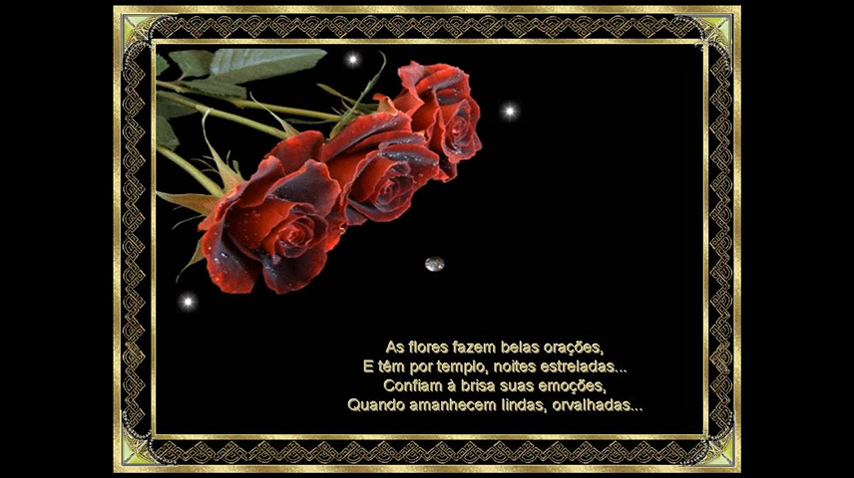 As flores fazem belas orações,
E têm por templo, noites estreladas...
Confiam à brisa suas emoções,
Quando amanhecem lindas, orvalhadas...